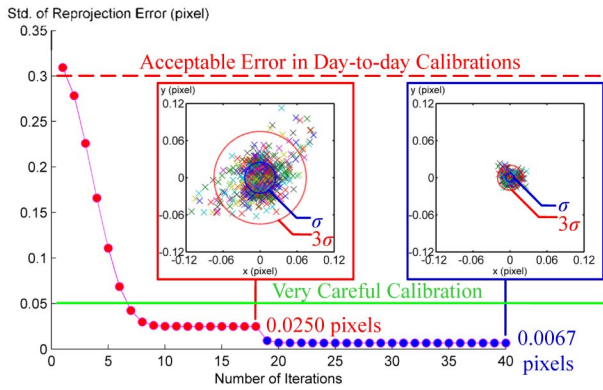 Std. of Reprojection Error (pixel)
0.35
0.3
0.25
0.2
0.15
0.1
0.05
0
Acceptable Error in Day-to-day Calibrations
y (pixel)
0.12
0.06
0
-0.06
-0.12
-0.12
-0.06
0
0.06
0.12
x (pixel)
σ
3σ
y (pixel)
0.12
0.06
0
-0.06
-0.12
-0.12
-0.06
0
0.06
0.12
x (pixel)
σ
3σ
Very Careful Calibration
0.0250 pixels
0.0067
pixels
0
5
10
15
20
25
30
35
40
Number of Iterations